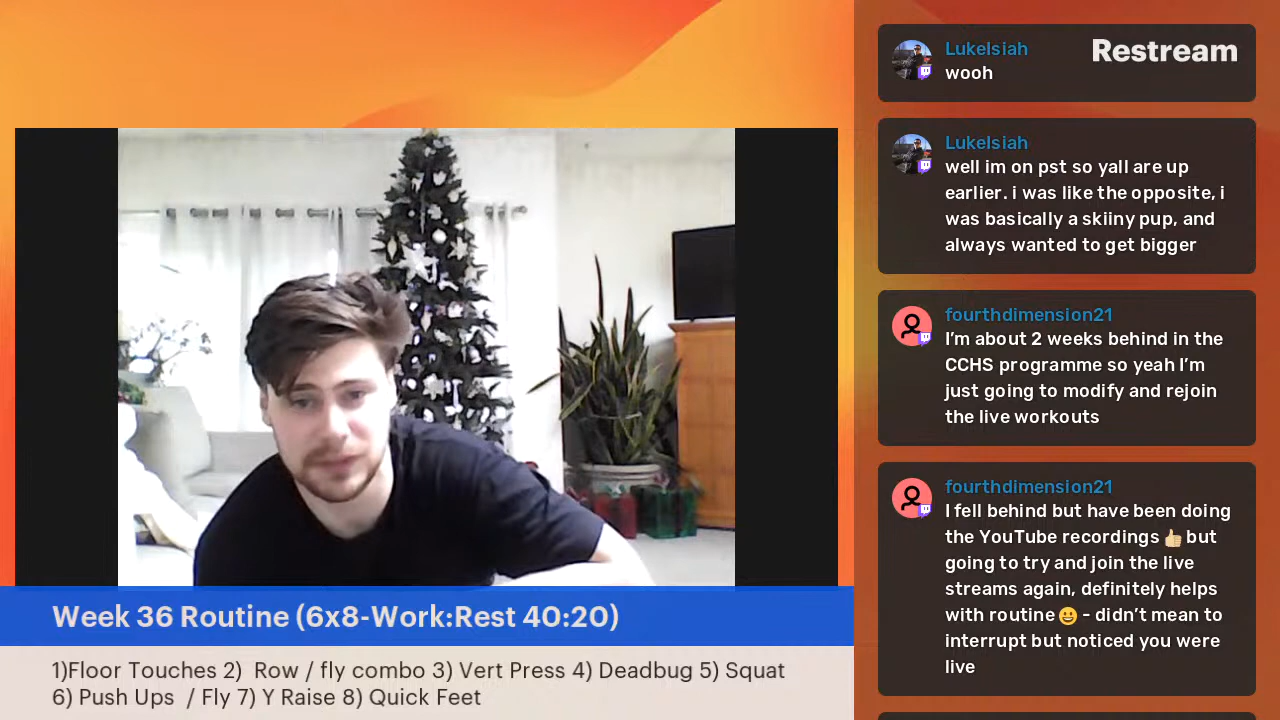 LukeIsiah
Restream
wooh
LukeIsiah
well im on pst so yall are up
earlier. i was like the opposite, i
was basically a skiiny pup, and
always wanted to get bigger
fourthdimension21
I’m about 2 weeks behind in the
CCHS programme so yeah I’m
just going to modify and rejoin
the live workouts
fourthdimension21
I fell behind but have been doing
the YouTube recordings 👍🏼 but
going to try and join the live
streams again, definitely helps
with routine 😀 - didn’t mean to
interrupt but noticed you were
live
Week 36 Routine (6x8-Work:Rest 40:20)
1)Floor Touches 2)  Row / fly combo 3) Vert Press 4) Deadbug 5) Squat
6) Push Ups  / Fly 7) Y Raise 8) Quick Feet